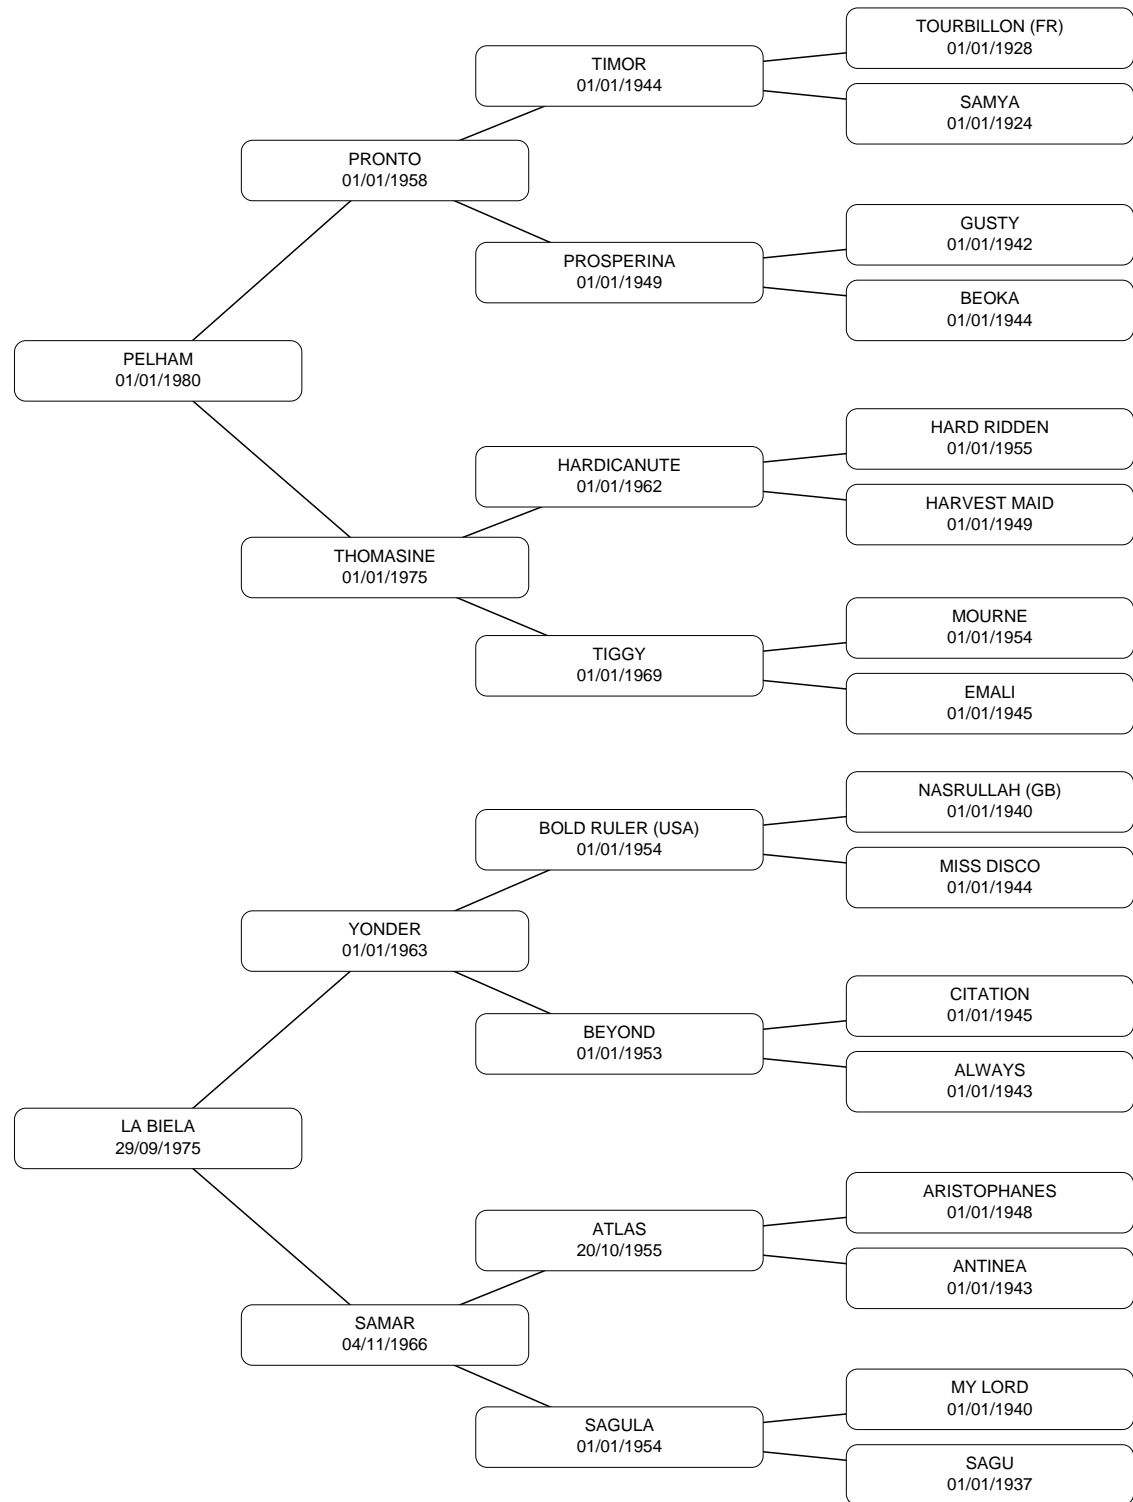 TOURBILLON (FR)
01/01/1928
TIMOR
01/01/1944
SAMYA
01/01/1924
PRONTO
01/01/1958
GUSTY
01/01/1942
PROSPERINA
01/01/1949
BEOKA
01/01/1944
PELHAM
01/01/1980
HARD RIDDEN
01/01/1955
HARDICANUTE
01/01/1962
HARVEST MAID
01/01/1949
THOMASINE
01/01/1975
MOURNE
01/01/1954
TIGGY
01/01/1969
EMALI
01/01/1945
NASRULLAH (GB)
01/01/1940
BOLD RULER (USA)
01/01/1954
MISS DISCO
01/01/1944
YONDER
01/01/1963
CITATION
01/01/1945
BEYOND
01/01/1953
ALWAYS
01/01/1943
LA BIELA
29/09/1975
ARISTOPHANES
01/01/1948
ATLAS
20/10/1955
ANTINEA
01/01/1943
SAMAR
04/11/1966
MY LORD
01/01/1940
SAGULA
01/01/1954
SAGU
01/01/1937